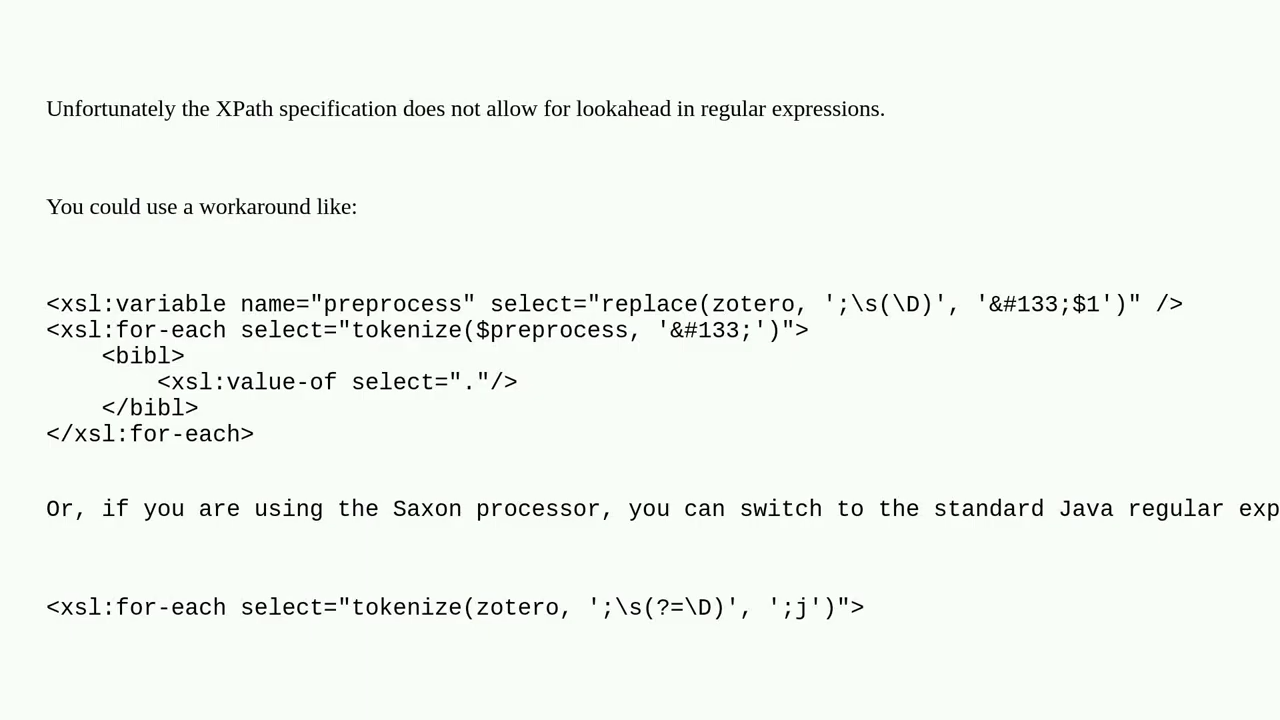 Unfortunately the XPath specification does not allow for lookahead in regular expressions.
You could use a workaround like:
<xsl:variable name="preprocess" select="replace(zotero, ';\s(\D)', '&#133;$1')" />
<xsl:for-each select="tokenize($preprocess, '&#133;')">
    <bibl>
        <xsl:value-of select="."/>
    </bibl>
</xsl:for-each>
Or, if you are using the Saxon processor, you can switch to the standard Java regular exp
<xsl:for-each select="tokenize(zotero, ';\s(?=\D)', ';j')">